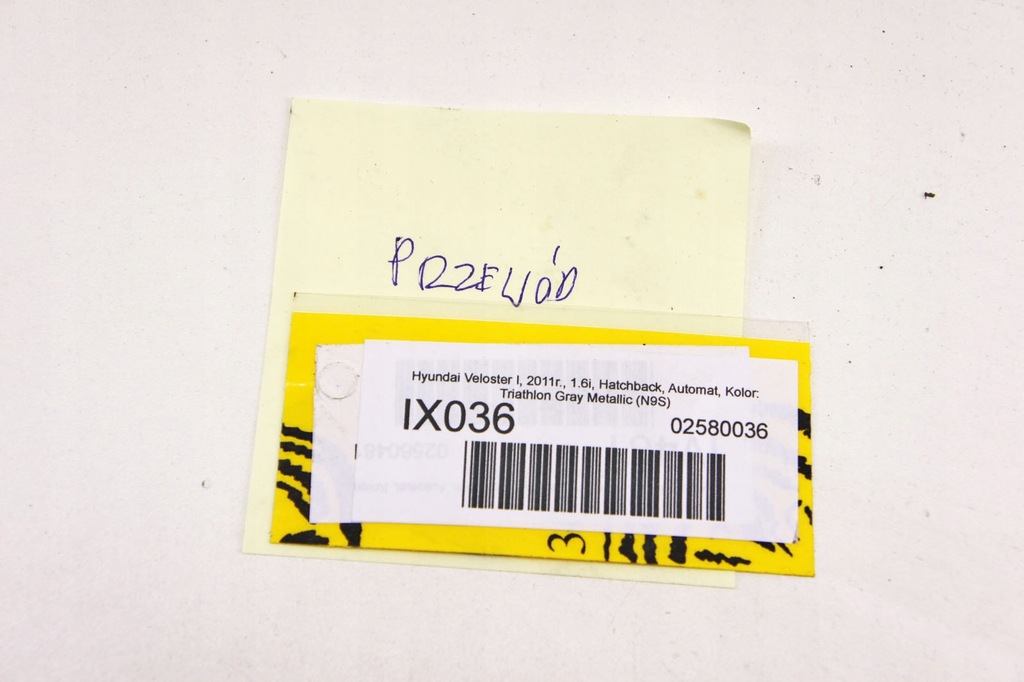 PRZEWÓD
Hyundai Veloster I, 2011r., 1.6i, Hatchback, Automat, Kolor:
Triathlon Gray Metallic (N9S)
IX036
02580036
3